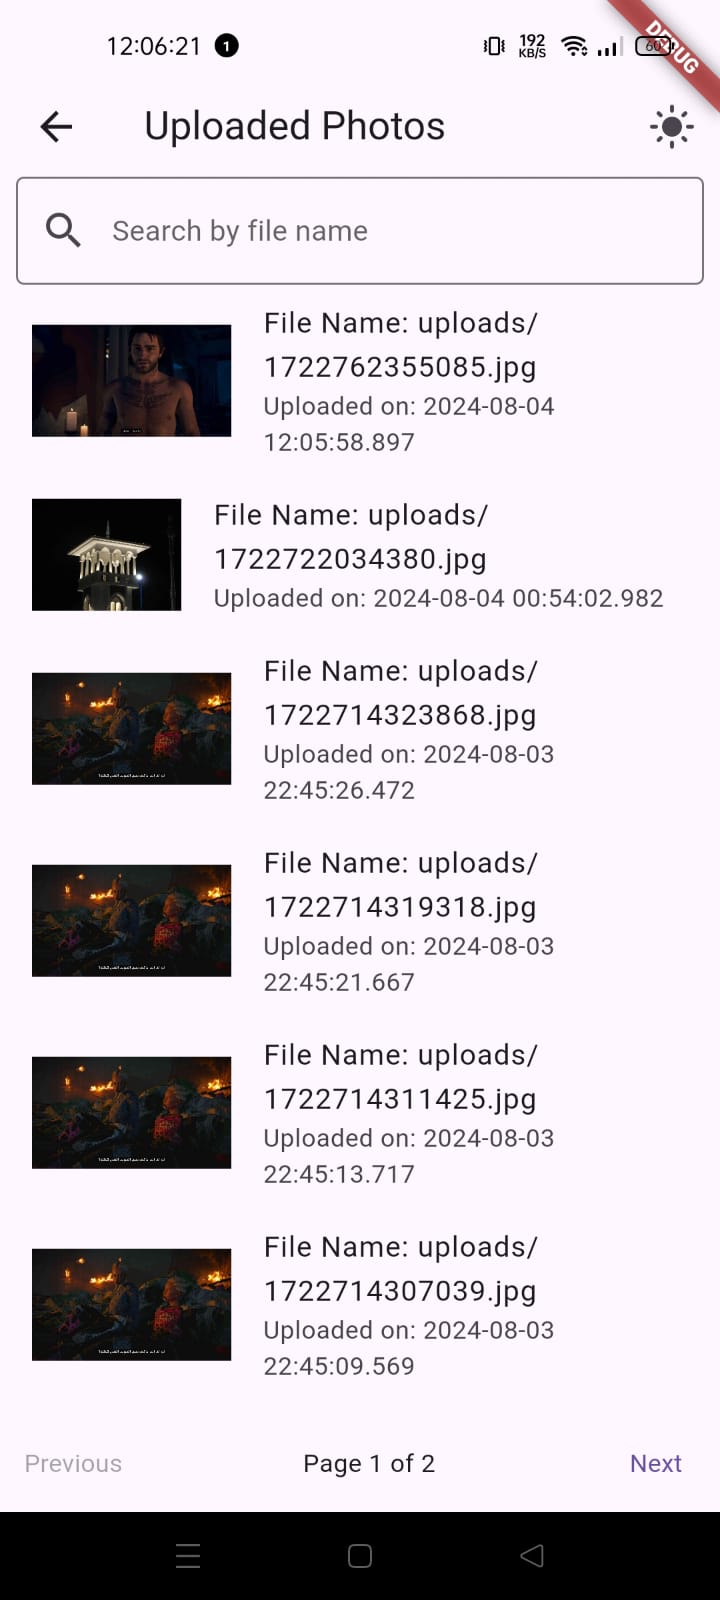 12:06:21 1 192 KB/S 60
DEBUG
Uploaded Photos
Search by file name
File Name: uploads/
1722762355085.jpg
Uploaded on: 2024-08-04
12:05:58.897
File Name: uploads/
1722722034380.jpg
Uploaded on: 2024-08-04 00:54:02.982
File Name: uploads/
1722714323868.jpg
Uploaded on: 2024-08-03
22:45:26.472
File Name: uploads/
1722714319318.jpg
Uploaded on: 2024-08-03
22:45:21.667
File Name: uploads/
1722714311425.jpg
Uploaded on: 2024-08-03
22:45:13.717
File Name: uploads/
1722714307039.jpg
Uploaded on: 2024-08-03
22:45:09.569
Previous Page 1 of 2 Next